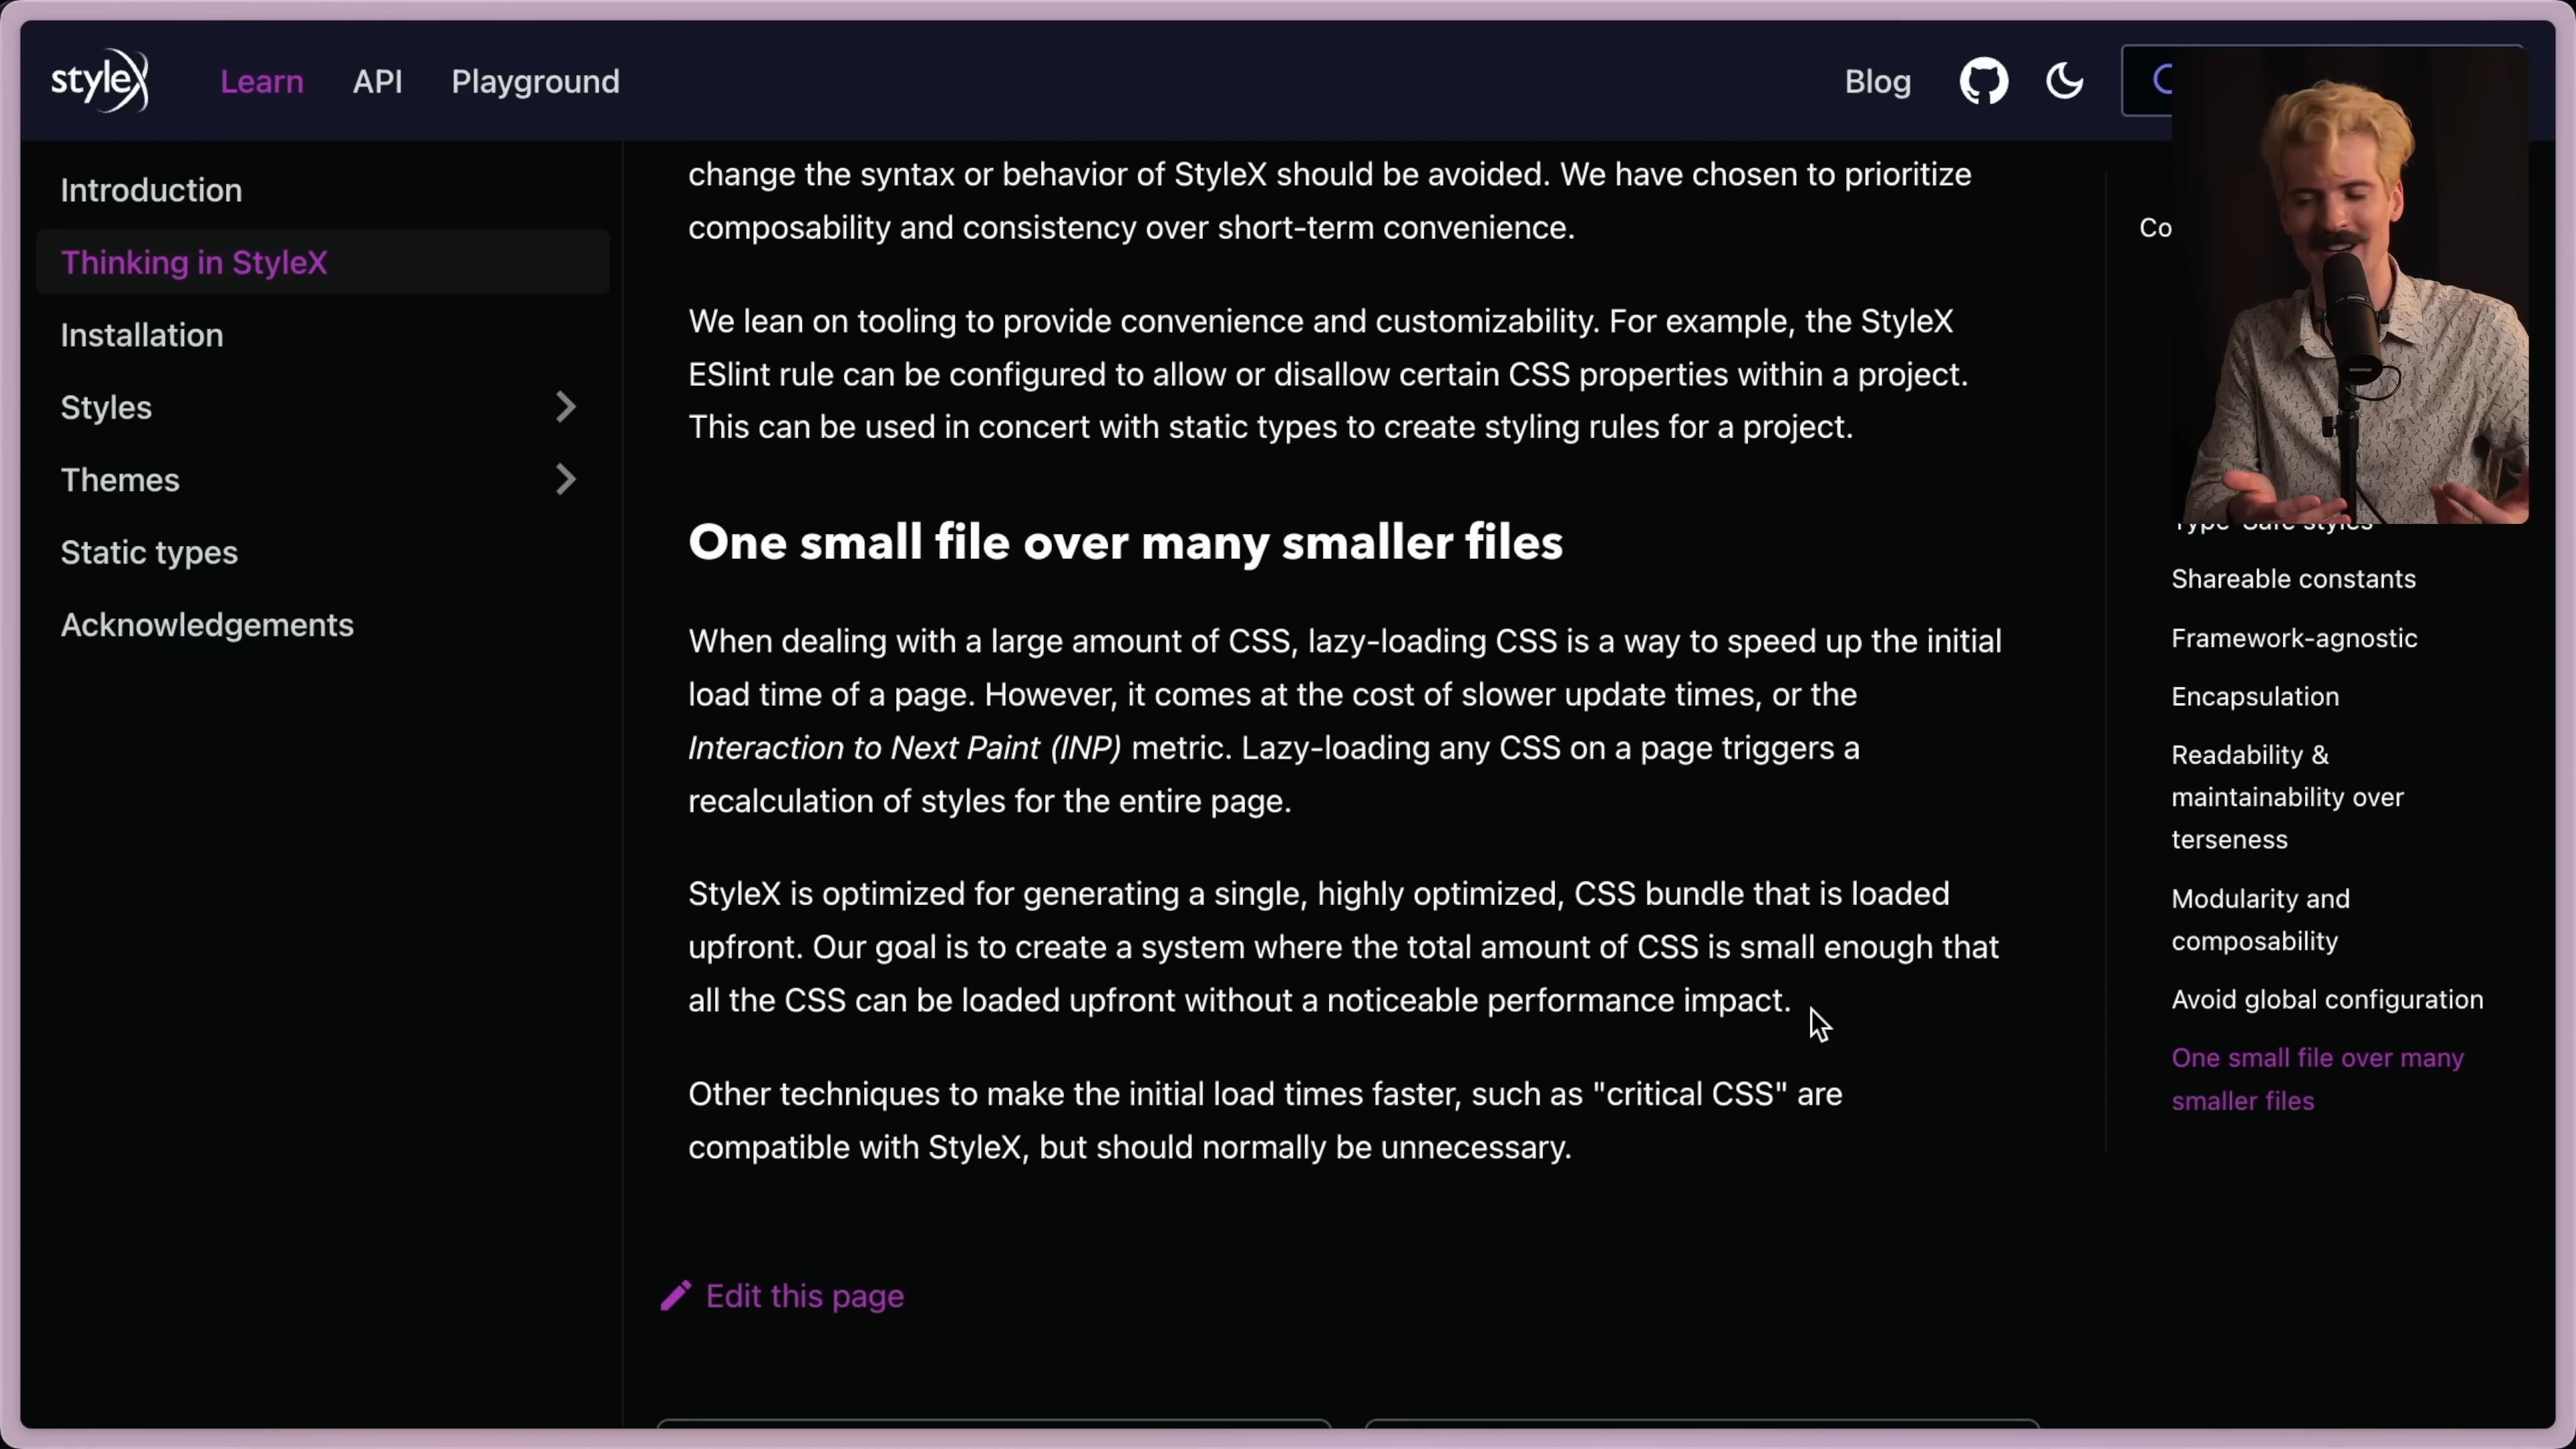 styleX
Learn
API
Playground
Blog
Introduction
Thinking in StyleX
Installation
Styles
Themes
Static types
Acknowledgements
change the syntax or behavior of StyleX should be avoided. We have chosen to prioritize
composability and consistency over short-term convenience.
We lean on tooling to provide convenience and customizability. For example, the StyleX
ESlint rule can be configured to allow or disallow certain CSS properties within a project.
This can be used in concert with static types to create styling rules for a project.
One small file over many smaller files
When dealing with a large amount of CSS, lazy-loading CSS is a way to speed up the initial
load time of a page. However, it comes at the cost of slower update times, or the
Interaction to Next Paint (INP) metric. Lazy-loading any CSS on a page triggers a
recalculation of styles for the entire page.
StyleX is optimized for generating a single, highly optimized, CSS bundle that is loaded
upfront. Our goal is to create a system where the total amount of CSS is small enough that
all the CSS can be loaded upfront without a noticeable performance impact.
Other techniques to make the initial load times faster, such as "critical CSS" are
compatible with StyleX, but should normally be unnecessary.
Edit this page
Co
Type-Safe styles
Shareable constants
Framework-agnostic
Encapsulation
Readability &
maintainability over
terseness
Modularity and
composability
Avoid global configuration
One small file over many
smaller files